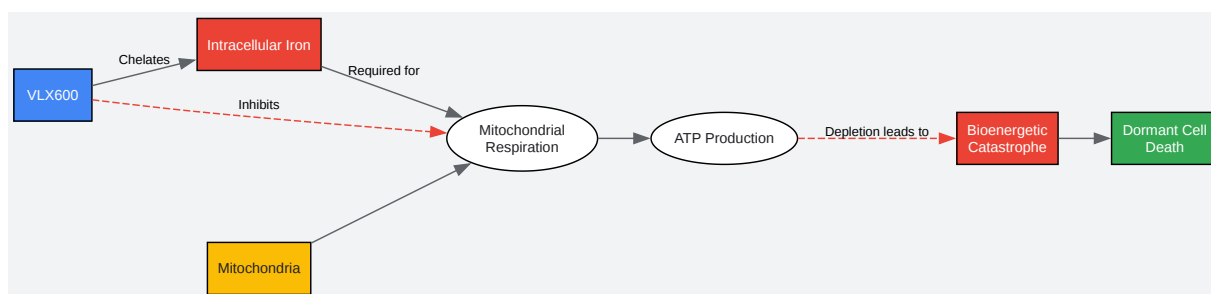 Chelates
Intracellular Iron
Required for
VLX600
Inhibits
Mitochondrial
Respiration
ATP Production
Depletion leads to
Bioenergetic
Catastrophe
Dormant Cell
Death
Mitochondria